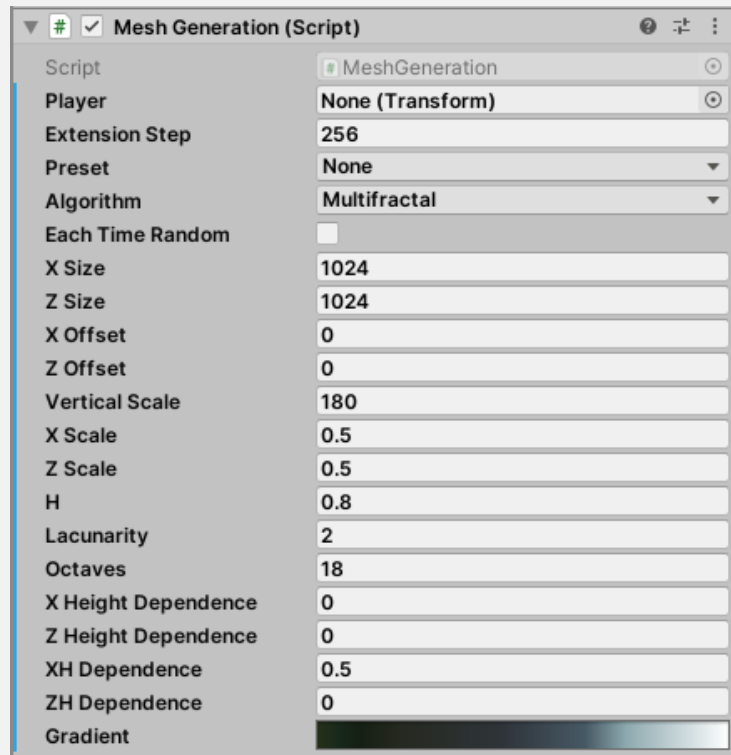 # Mesh Generation (Script)
Script # MeshGeneration
Player None (Transform)
Extension Step 256
Preset None
Algorithm Multifractal
Each Time Random
X Size 1024
Z Size 1024
X Offset 0
Z Offset 0
Vertical Scale 180
X Scale 0.5
Z Scale 0.5
H 0.8
Lacunarity 2
Octaves 18
X Height Dependence 0
Z Height Dependence 0
XH Dependence 0.5
ZH Dependence 0
Gradient